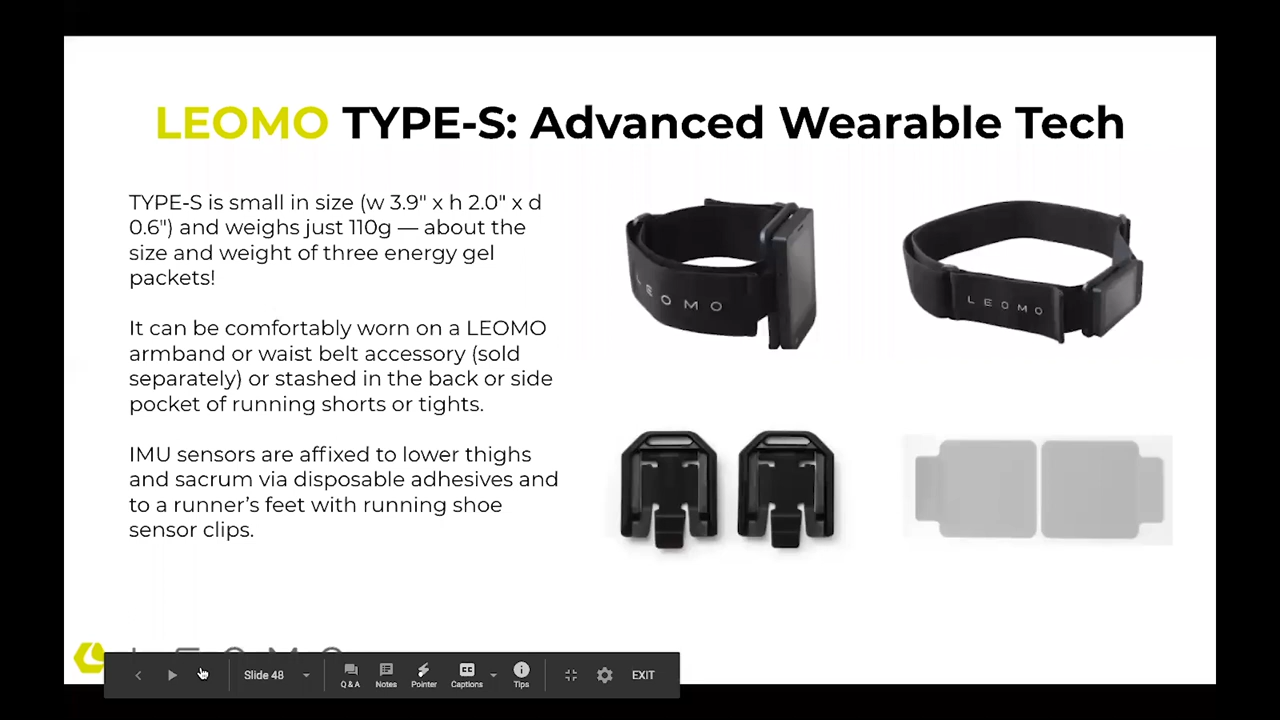 LEOMO TYPE-S: Advanced Wearable Tech
TYPE-S is small in size (w 3.9" x h 2.0" x d
0.6") and weighs just 110g — about the
size and weight of three energy gel
packets!
It can be comfortably worn on a LEOMO
armband or waist belt accessory (sold
separately) or stashed in the back or side
pocket of running shorts or tights.
IMU sensors are affixed to lower thighs
and sacrum via disposable adhesives and
to a runner’s feet with running shoe
sensor clips.
LEOMO
LEOMO
Slide 48
Q & A
Notes
Pointer
Captions
Tips
EXIT